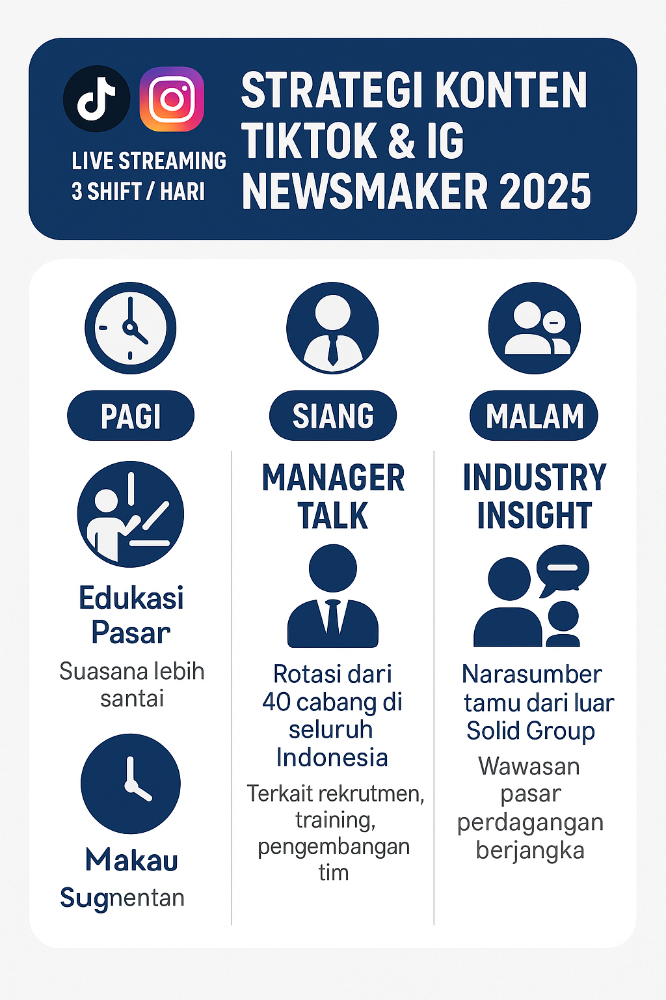 LIVE STREAMING
3 SHIFT / HARI
STRATEGI KONTEN
TIKTOK & IG
NEWSMAKER 2025
PAGI
Edukasi
Pasar
Suasana lebih
santai
Makau
Sugnentan
SIANG
MANAGER
TALK
Rotasi dari
40 cabang di
seluruh
Indonesia
Terkait rekrutmen,
training,
pengembangan
tim
MALAM
INDUSTRY
INSIGHT
Narasumber
tamu dari luar
Solid Group
Wawasan
pasar
perdagangan
berjangka